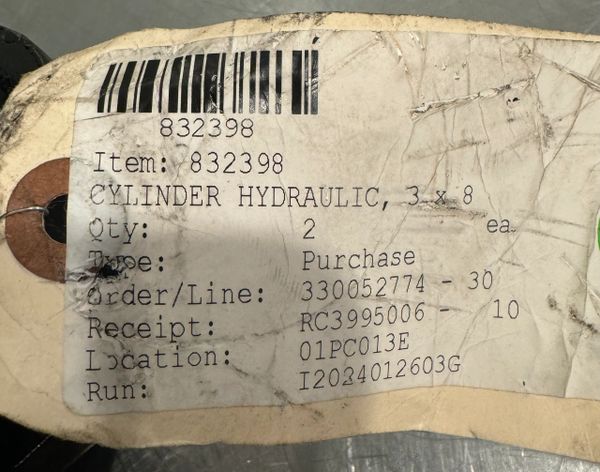 832398
Item: 832398
CYLINDER HYDRAULIC, 3 x 8
Qty: 2 ea
Type: Purchase
Order/Line: 330052774 - 30
Receipt: RC3995006 - 10
Location: 01PC013E
Run: I2024012603G